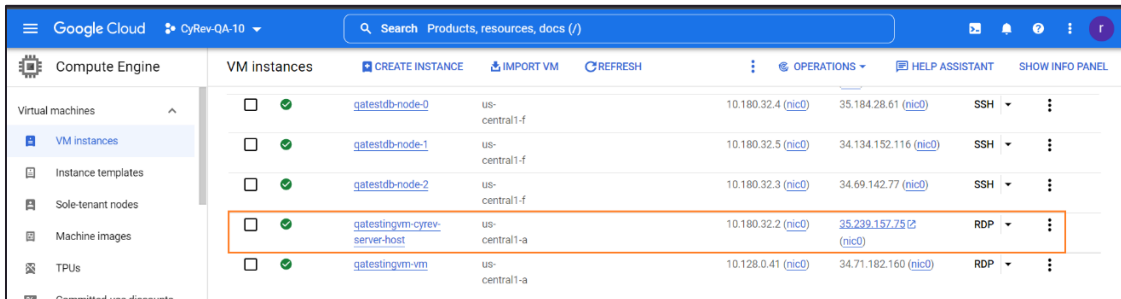 Google Cloud CyRev-QA-10 Search Products, resources, docs (/) r
Compute Engine VM instances CREATE INSTANCE IMPORT VM REFRESH OPERATIONS HELP ASSISTANT SHOW INFO PANEL
Virtual machines
VM instances
Instance templates
Sole-tenant nodes
Machine images
TPUs
Committed use discounts
qatestdb-node-0 us- 10.180.32.4 (nic0) 35.184.28.61 (nic0) SSH
central1-f
qatestdb-node-1 us- 10.180.32.5 (nic0) 34.134.152.116 (nic0) SSH
central1-f
qatestdb-node-2 us- 10.180.32.3 (nic0) 34.69.142.77 (nic0) SSH
central1-f
qatestingvm-cyrev- us- 10.180.32.2 (nic0) 35.239.157.75 RDP
server-host central1-a (nic0)
qatestingvm-vm us- 10.128.0.41 (nic0) 34.71.182.160 (nic0) RDP
central1-a